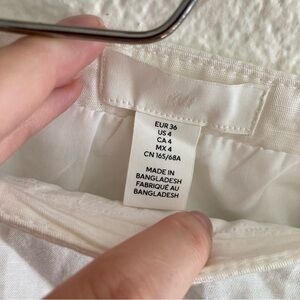 H&M
EUR 36
US 4
CA 4
MX 4
CN 165/68A
MADE IN
BANGLADESH
FABRIQUÉ AU
BANGLADESH